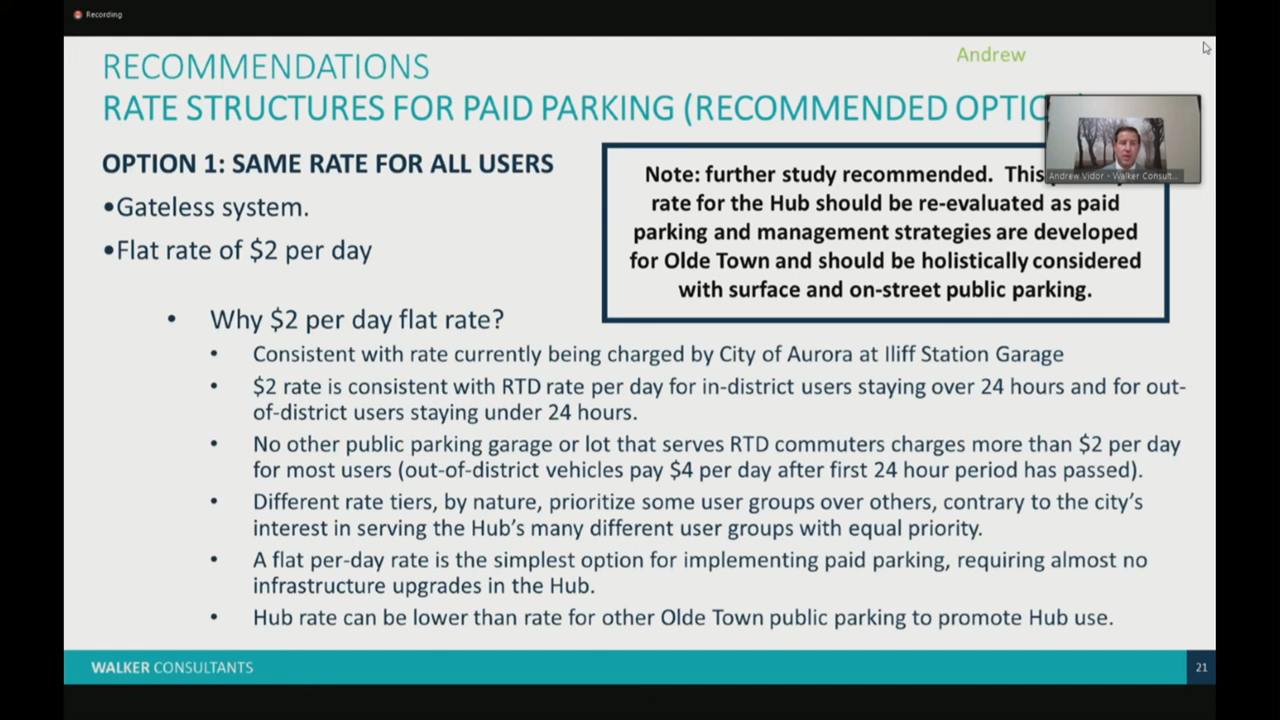 Recording
Andrew
RECOMMENDATIONS
RATE STRUCTURES FOR PAID PARKING (RECOMMENDED
Andrew Vidor - Walker Consult...
OPTION 1: SAME RATE FOR ALL USERS
•Gateless system.
•Flat rate of $2 per day
Note: further study recommended. This
rate for the Hub should be re-evaluated as paid
parking and management strategies are developed
for Olde Town and should be holistically considered
with surface and on-street public parking.
• Why $2 per day flat rate?
• Consistent with rate currently being charged by City of Aurora at Iliff Station Garage
• $2 rate is consistent with RTD rate per day for in-district users staying over 24 hours and for out-
of-district users staying under 24 hours.
• No other public parking garage or lot that serves RTD commuters charges more than $2 per day
for most users (out-of-district vehicles pay $4 per day after first 24 hour period has passed).
• Different rate tiers, by nature, prioritize some user groups over others, contrary to the city's
interest in serving the Hub's many different user groups with equal priority.
• A flat per-day rate is the simplest option for implementing paid parking, requiring almost no
infrastructure upgrades in the Hub.
• Hub rate can be lower than rate for other Olde Town public parking to promote Hub use.
WALKER CONSULTANTS
21